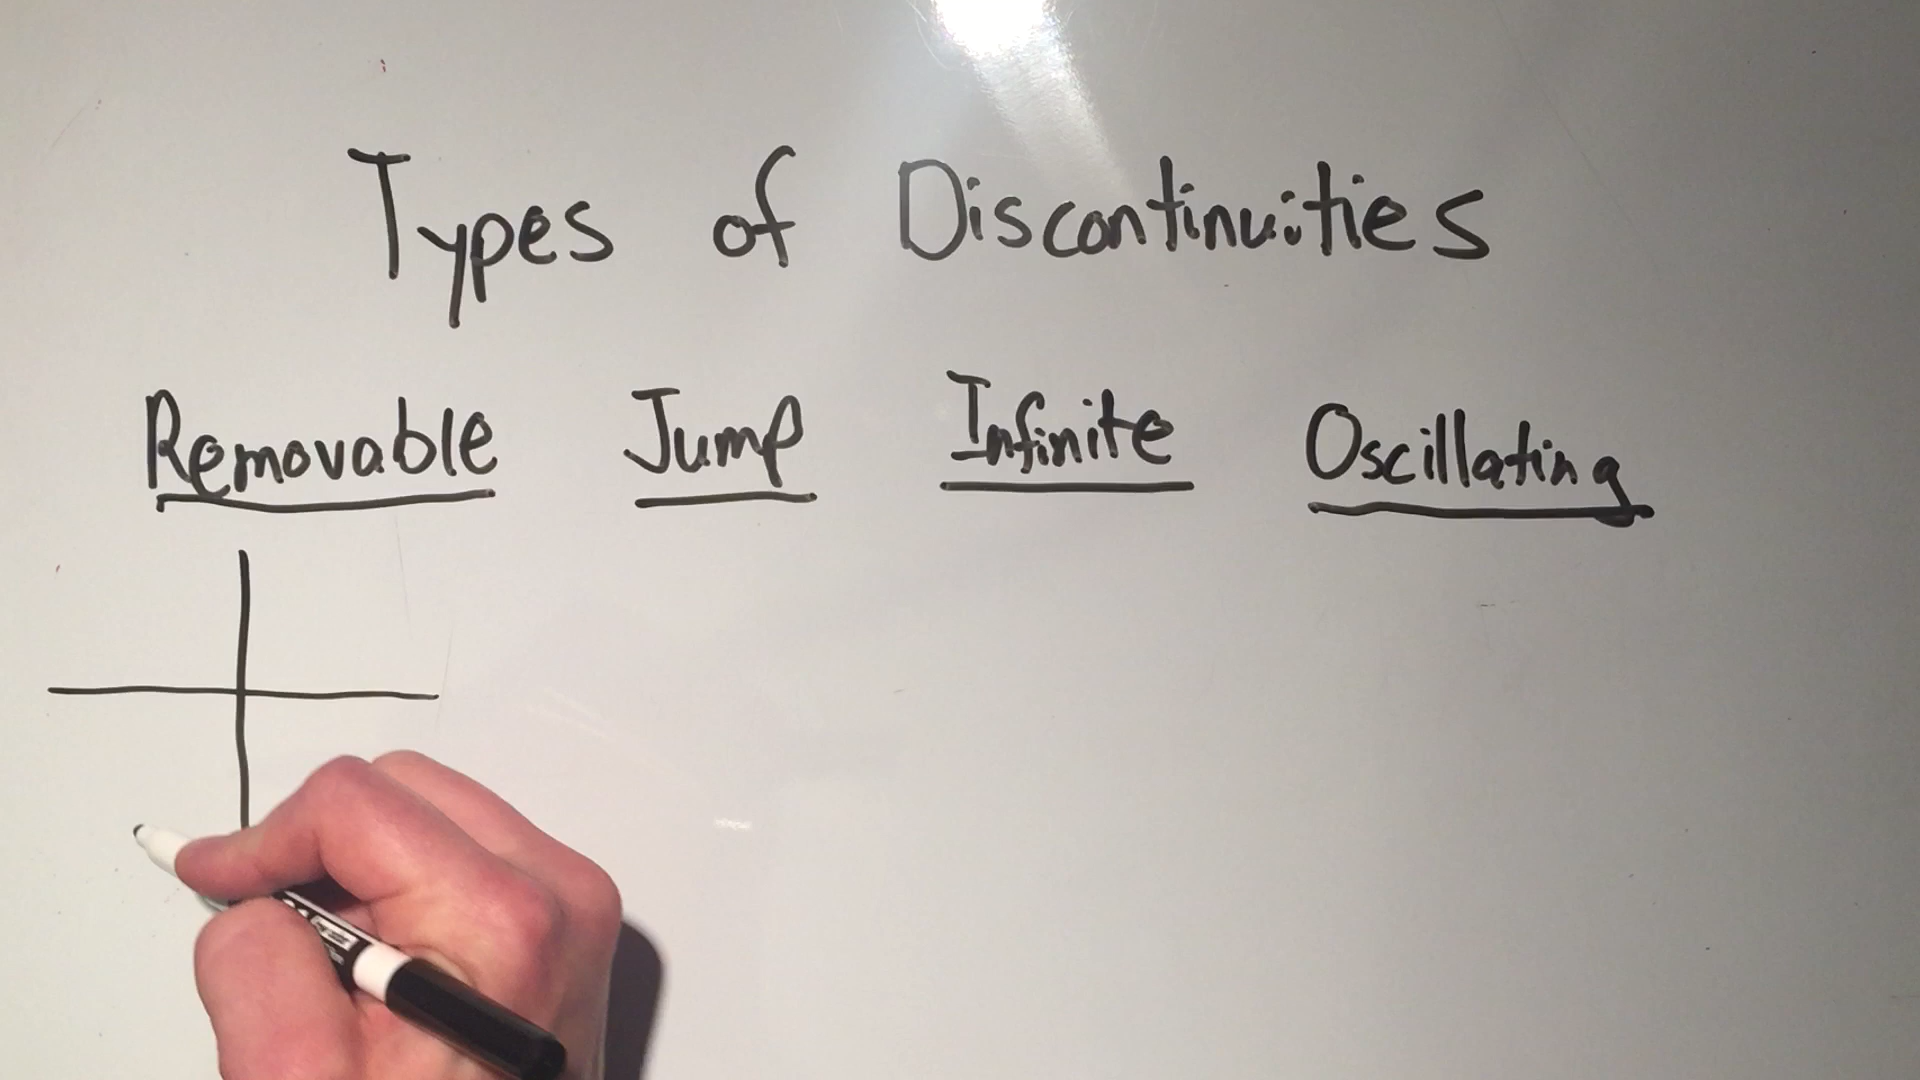 Types of Discontinuities
Removable Jump Infinite Oscillating